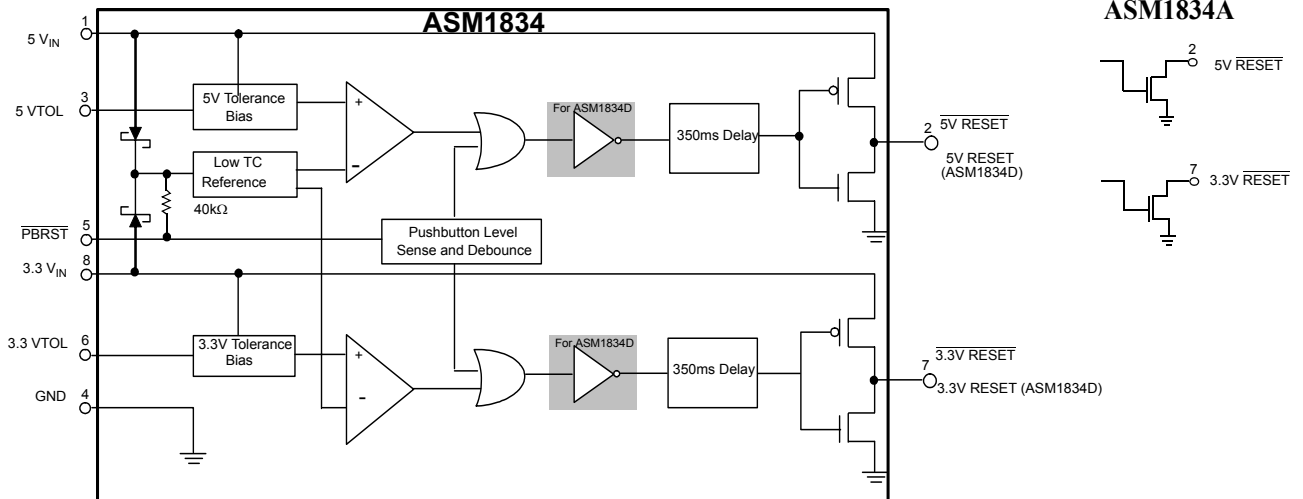 ASM1834
ASM1834A
1
5 VIN
3
5 VTOL
5V Tolerance
Bias
+
–
For ASM1834D
350ms Delay
2
5V RESET
5V RESET
(ASM1834D)
Low TC
Reference
40kΩ
5
PBRST
Pushbutton Level
Sense and Debounce
8
3.3 VIN
6
3.3 VTOL
3.3V Tolerance
Bias
+
–
For ASM1834D
350ms Delay
3.3V RESET
7
3.3V RESET (ASM1834D)
GND
4
2
5V RESET
7
3.3V RESET